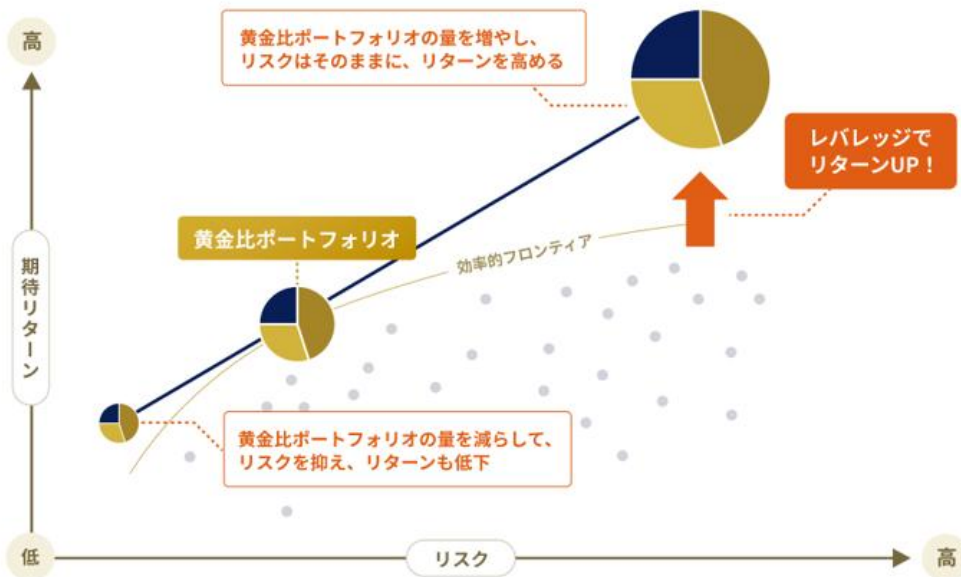 高
黄金比ポートフォリオの量を増やし、
リスクはそのままに、リターンを高める
レバレッジで
リターンUP！
黄金比ポートフォリオ
効率的フロンティア
期待リターン
黄金比ポートフォリオの量を減らして、
リスクを抑え、リターンも低下
低
リスク
高